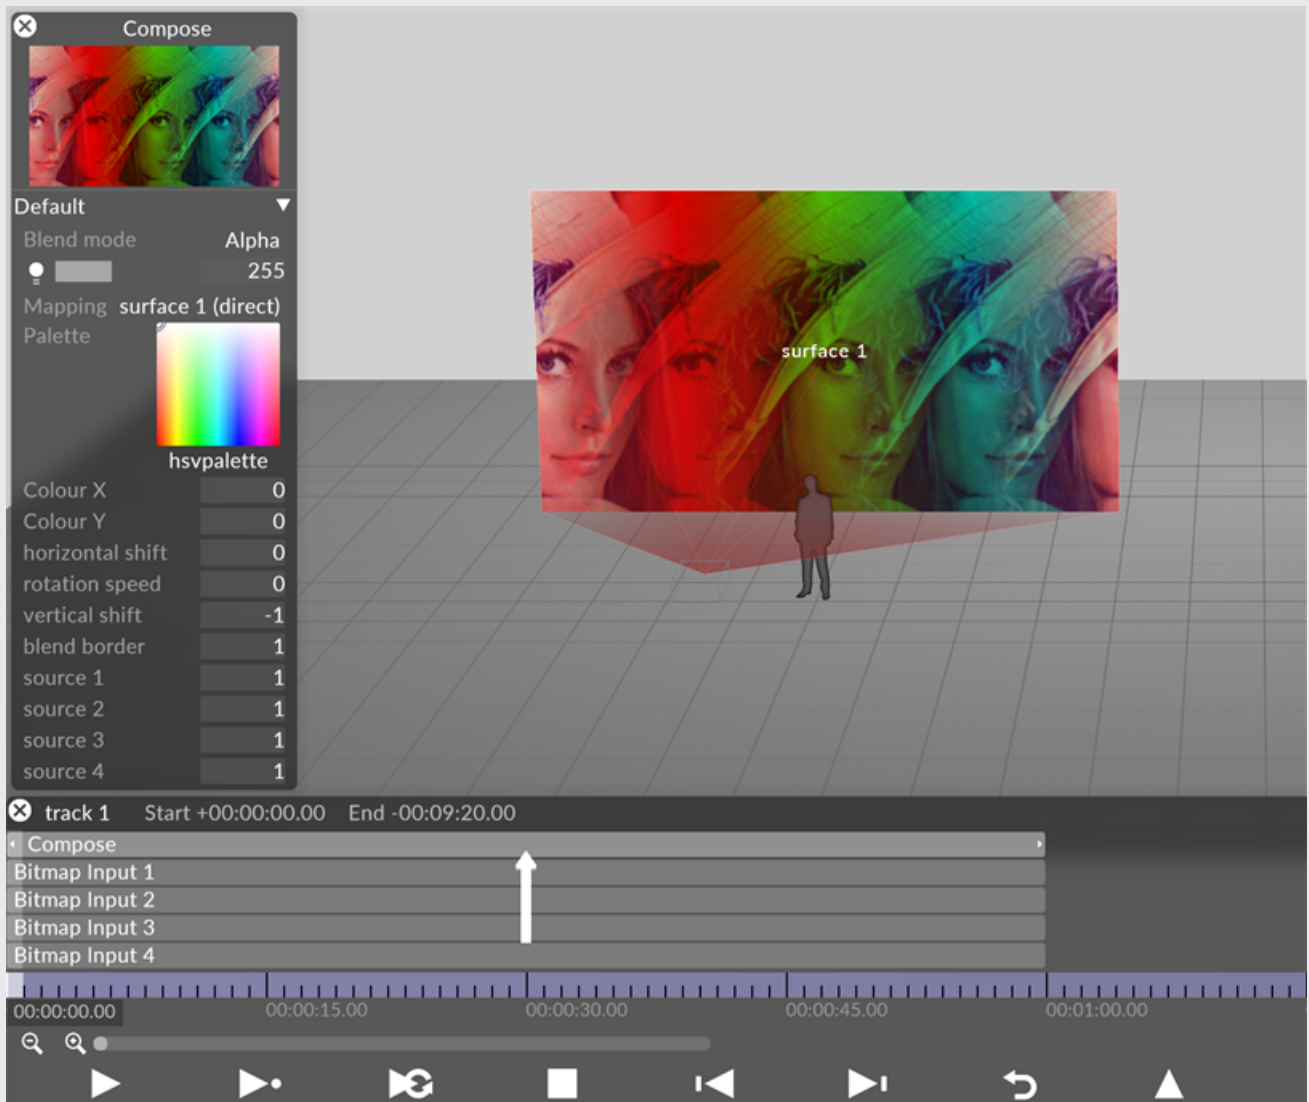 Compose
Default
Blend mode Alpha
255
Mapping surface 1 (direct)
Palette
hsvpalette
Colour X 0
Colour Y 0
horizontal shift 0
rotation speed 0
vertical shift -1
blend border 1
source 1 1
source 2 1
source 3 1
source 4 1
surface 1
track 1 Start +00:00:00.00 End -00:09:20.00
Compose
Bitmap Input 1
Bitmap Input 2
Bitmap Input 3
Bitmap Input 4
00:00:00.00 00:00:15.00 00:00:30.00 00:00:45.00 00:01:00.00